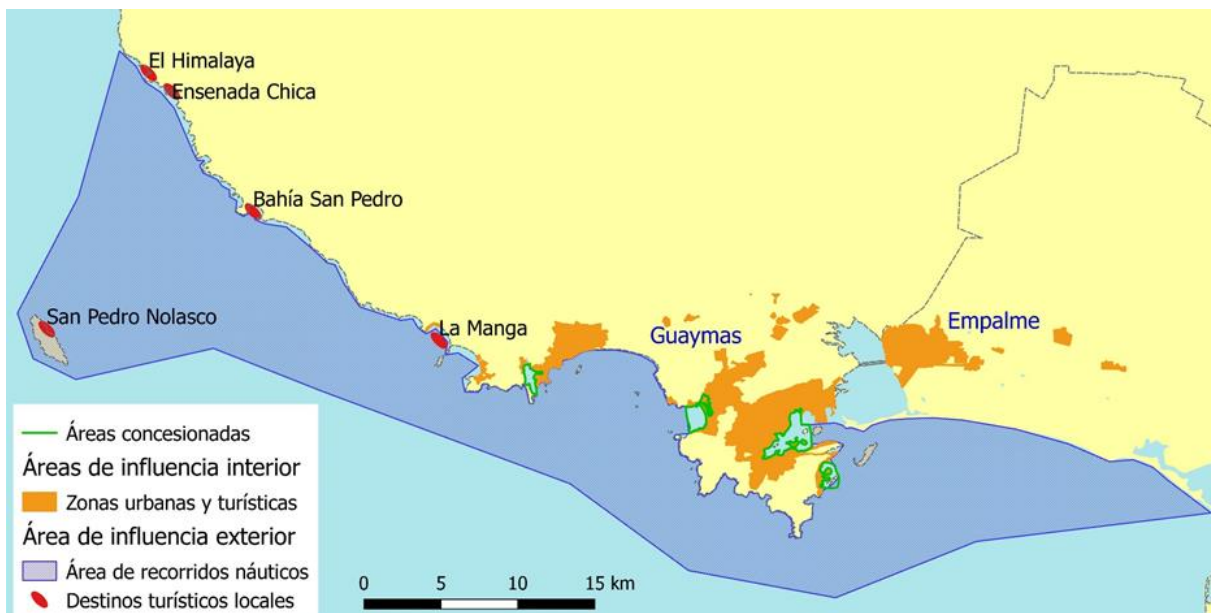 El Himalaya
Ensenada Chica
Bahía San Pedro
San Pedro Nolasco
La Manga
Guaymas
Empalme
Áreas concesionadas
Áreas de influencia interior
Zonas urbanas y turísticas
Área de influencia exterior
Área de recorridos náuticos
Destinos turísticos locales
0 5 10 15 km